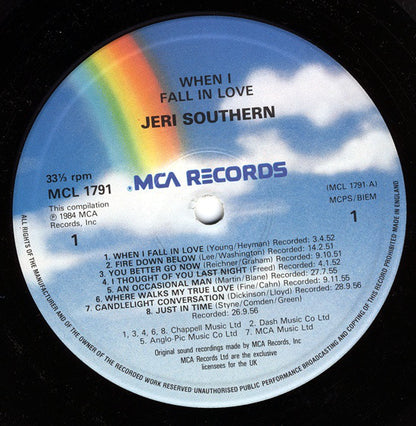 WHEN I
FALL IN LOVE
JERI SOUTHERN
33⅓ rpm
MCL 1791
This compilation
℗ 1984 MCA
Records, Inc
1
MCA RECORDS
(MCL 1791 A)
MCPS/BIEM
1
1. WHEN I FALL IN LOVE (Young/Heyman) Recorded: 3.4.52
2. FIRE DOWN BELOW (Lee/Washington) Recorded: 14.2.51
3. YOU BETTER GO NOW (Reichner/Graham) Recorded: 9.10.51
4. I THOUGHT OF YOU LAST NIGHT (Freed) Recorded: 4.1.52
5. AN OCCASIONAL MAN (Martin/Blane) Recorded: 27.7.55
6. WHERE WALKS MY TRUE LOVE (Fine/Cahn) Recorded: 9.11.55
7. CANDLELIGHT CONVERSATION (Dickinson/Lloyd) Recorded: 28.9.51
8. JUST IN TIME (Styne/Comden/Green)
Recorded: 26.9.56
1, 3, 4, 6, 8. Chappell Music Ltd 2. Dash Music Co Ltd
5. Anglo-Pic Music Co Ltd 7. MCA Music Ltd
Original sound recordings made by MCA Records, Inc
MCA Records Ltd are the exclusive
licensees for the UK
ALL RIGHTS OF THE MANUFACTURER AND OF THE OWNER OF THE RECORDED WORK RESERVED UNAUTHORISED PUBLIC PERFORMANCE BROADCASTING AND COPYING OF THIS RECORD PROHIBITED MADE IN ENGLAND